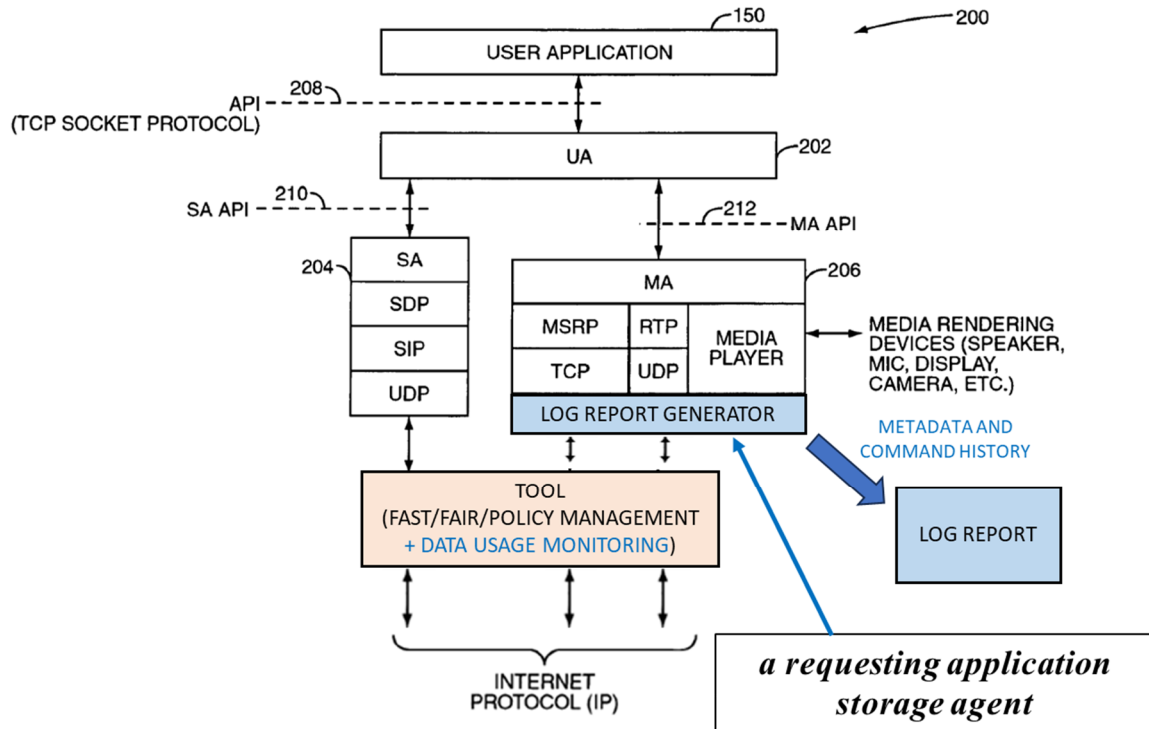 150
200
USER APPLICATION
208
API
(TCP SOCKET PROTOCOL)
UA
202
210
SA API
212
MA API
204
SA
SDP
SIP
UDP
206
MA
MSRP
RTP
MEDIA
PLAYER
TCP
UDP
MEDIA RENDERING
DEVICES (SPEAKER,
MIC, DISPLAY,
CAMERA, ETC.)
LOG REPORT GENERATOR
METADATA AND
COMMAND HISTORY
TOOL
(FAST/FAIR/POLICY MANAGEMENT
+ DATA USAGE MONITORING)
LOG REPORT
INTERNET
PROTOCOL (IP)
a requesting application
storage agent